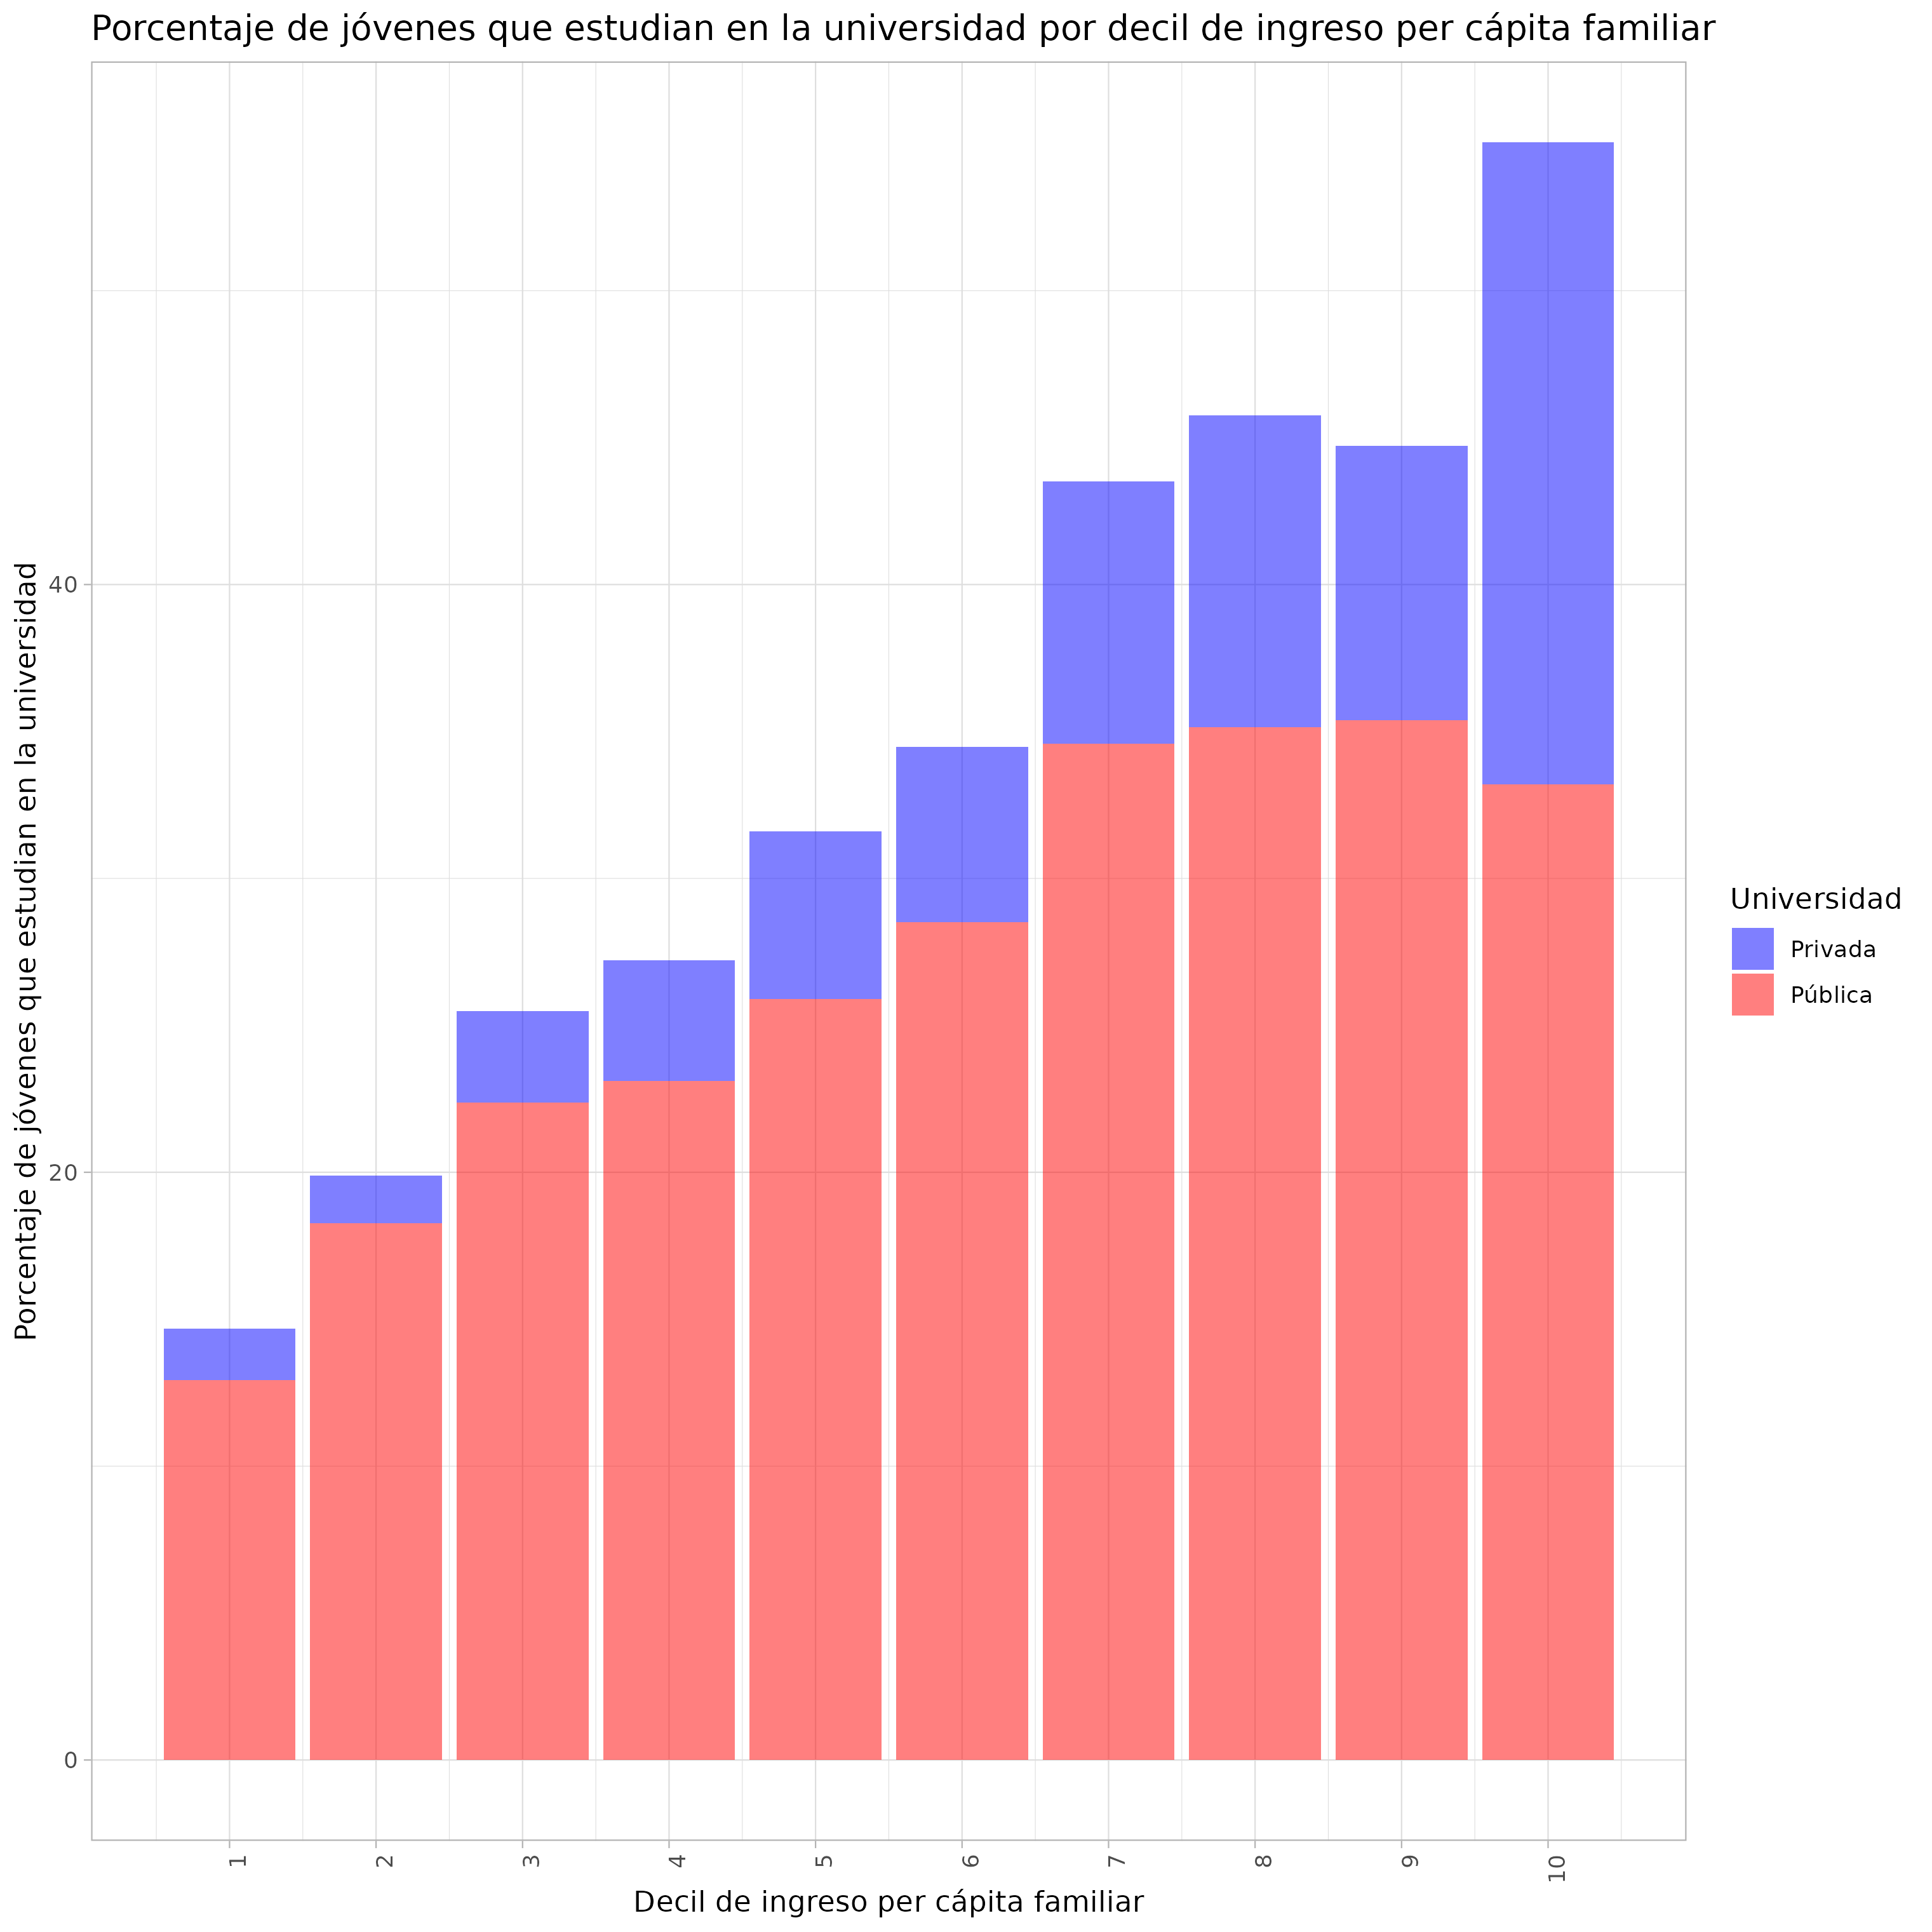 Porcentaje de jóvenes que estudian en la universidad por decil de ingreso per cápita familiar
Porcentaje de jóvenes que estudian en la universidad
40
20
0
1
2
3
4
5
6
7
8
9
10
Decil de ingreso per cápita familiar
Universidad
Privada
Pública